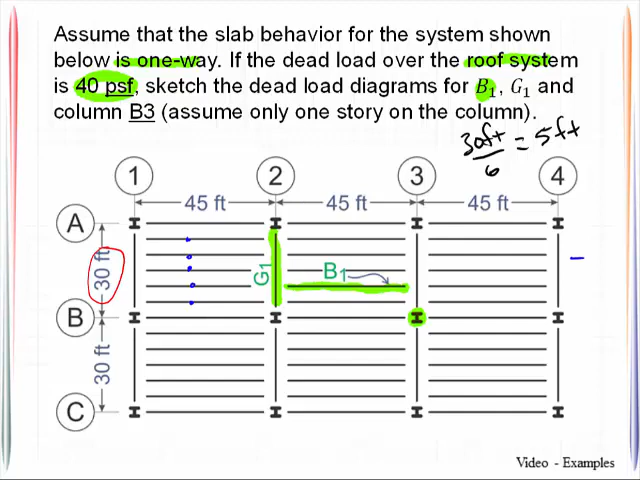 Assume that the slab behavior for the system shown
below is one-way. If the dead load over the roof system
is 40 psf, sketch the dead load diagrams for B₁, G₁ and
column B3 (assume only one story on the column).
30ft/6 = 5ft
1 2 3 4
45 ft 45 ft 45 ft
A
30 ft
G1
B1
B
30 ft
C
Video - Examples